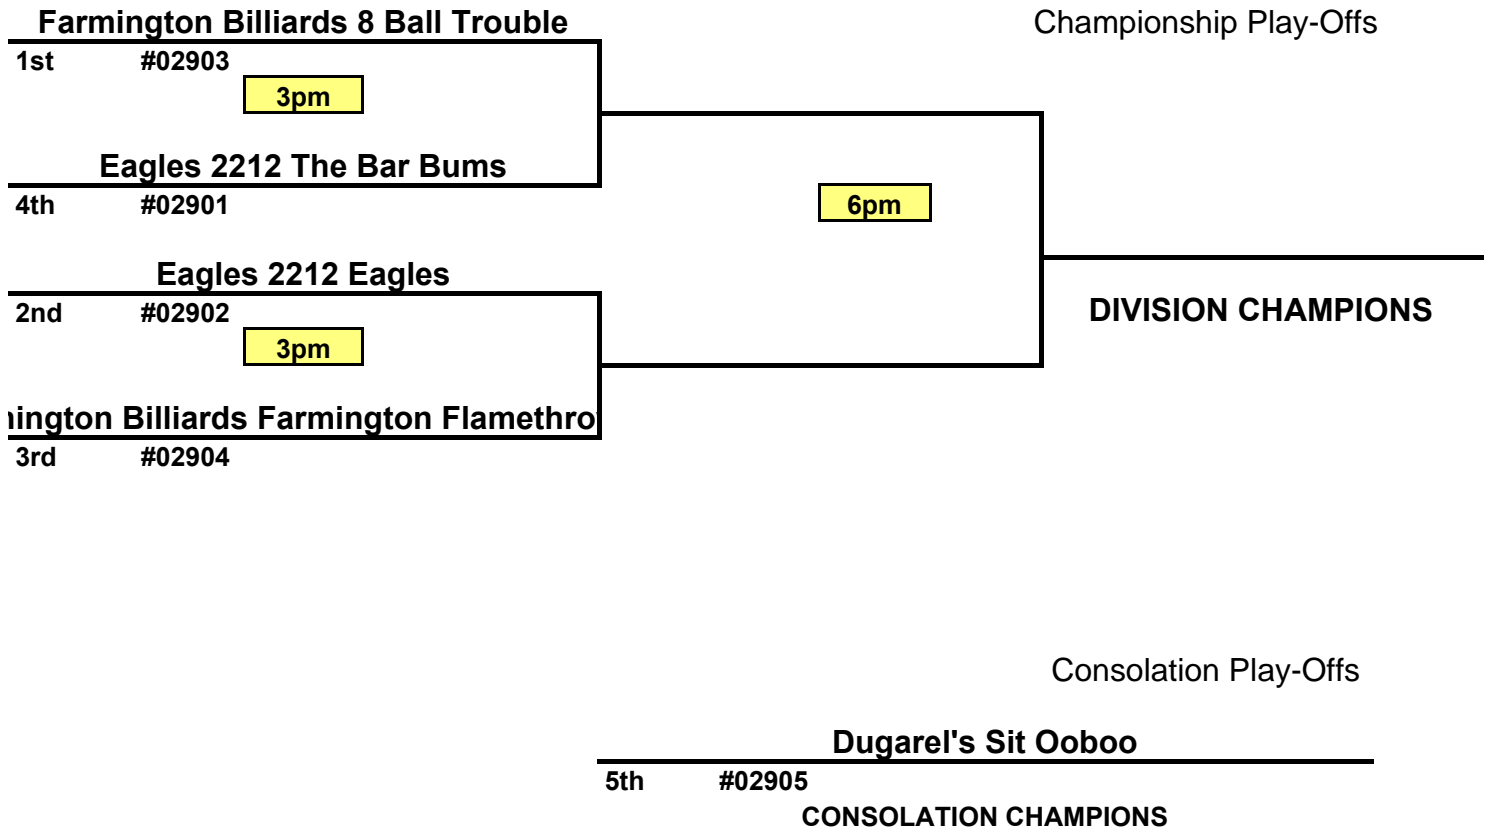 Farmington Billiards 8 Ball Trouble
Championship Play-Offs
1st #02903
3pm
Eagles 2212 The Bar Bums
4th #02901
6pm
Eagles 2212 Eagles
2nd #02902
DIVISION CHAMPIONS
3pm
Billiards Farmington
3rd #02904
Consolation Play-Offs
Dugarel's Sit Ooboo
5th #02905
CONSOLATION CHAMPIONS